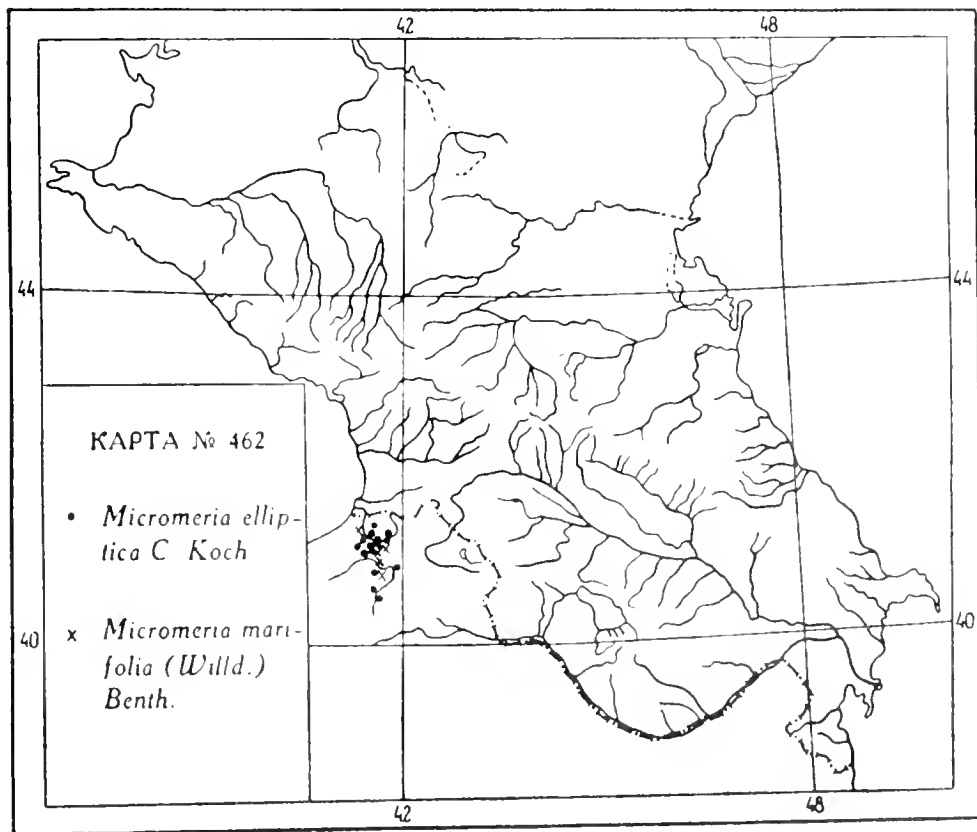 42 48
44 44
КАРТА № 462
• Micromeria ellip-
tica C Koch
40 40
x Micromeria mari-
folia (Willd.)
Benth.
42 48